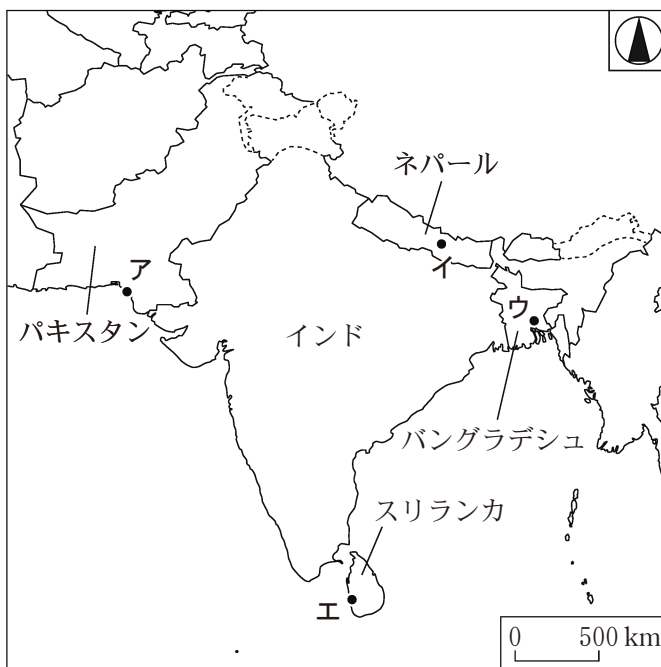 ネパール
イ
ア
ウ
パキスタン
インド
バングラデシュ
スリランカ
エ
0 500 km